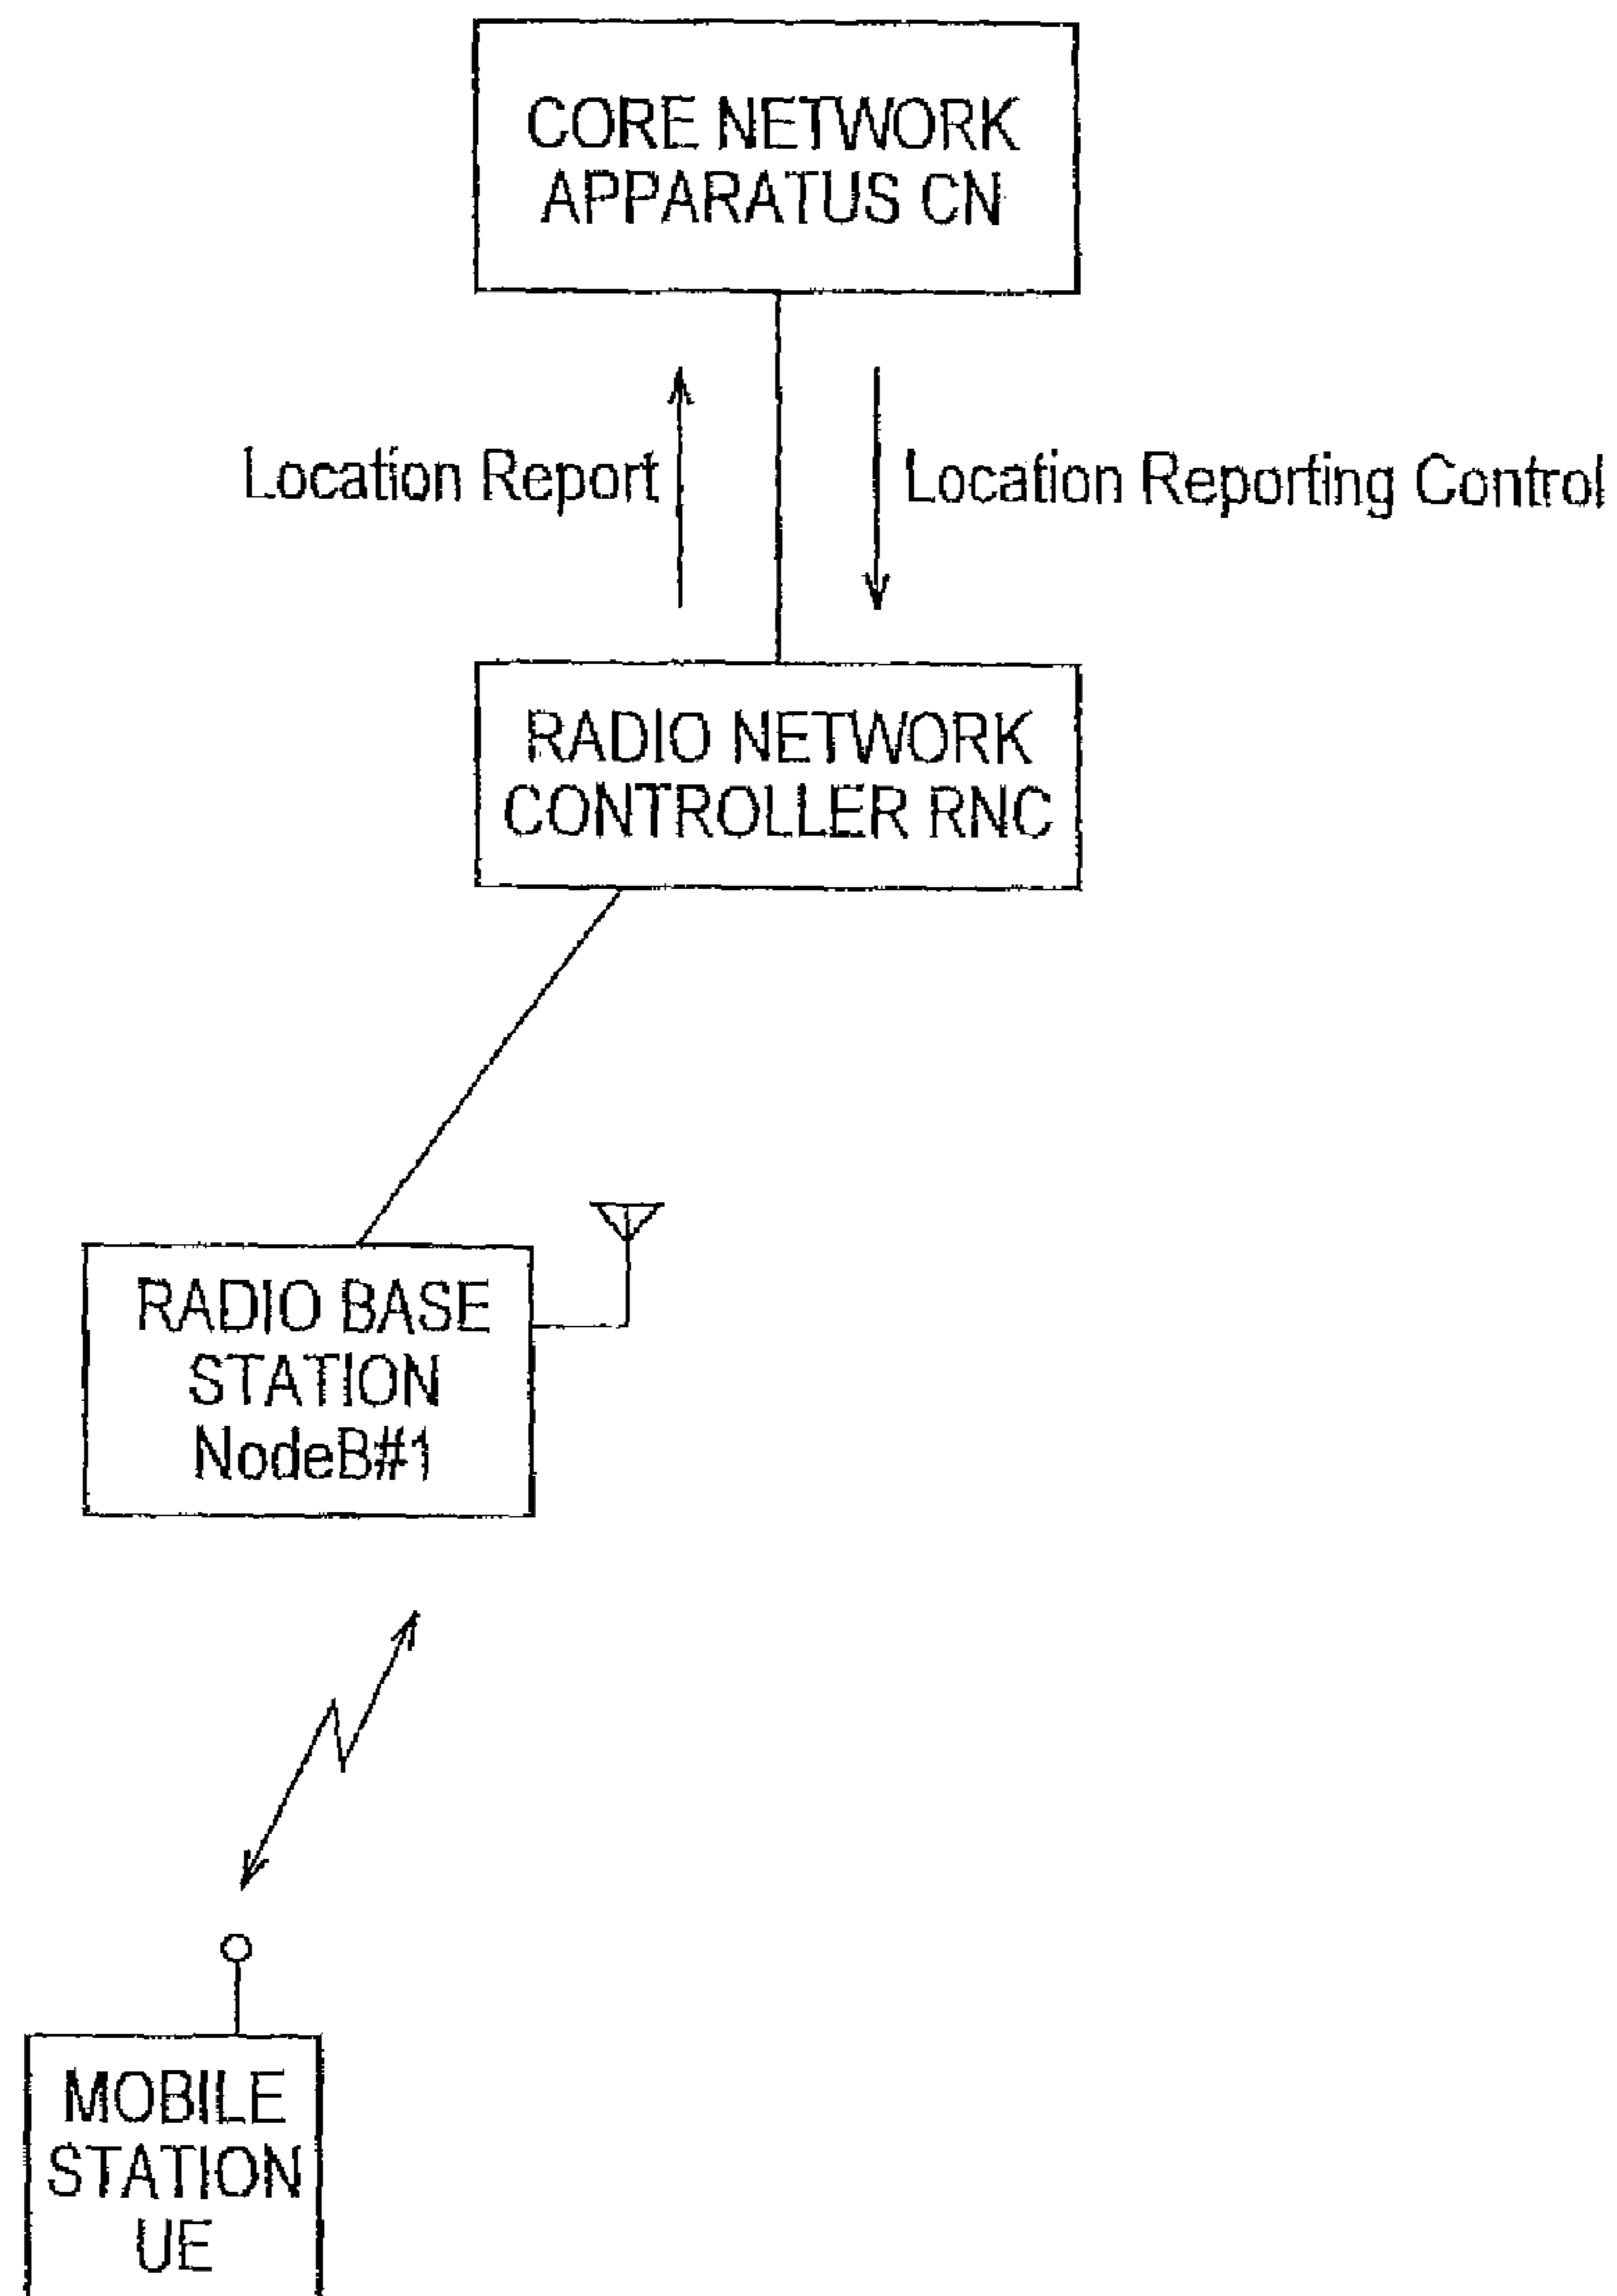 CORE NETWORK
APPARATUS CN
Location Report
Location Reporting Control
RADIO NETWORK
CONTROLLER RNC
RADIO BASE
STATION
NodeB#1
MOBILE
STATION
UE